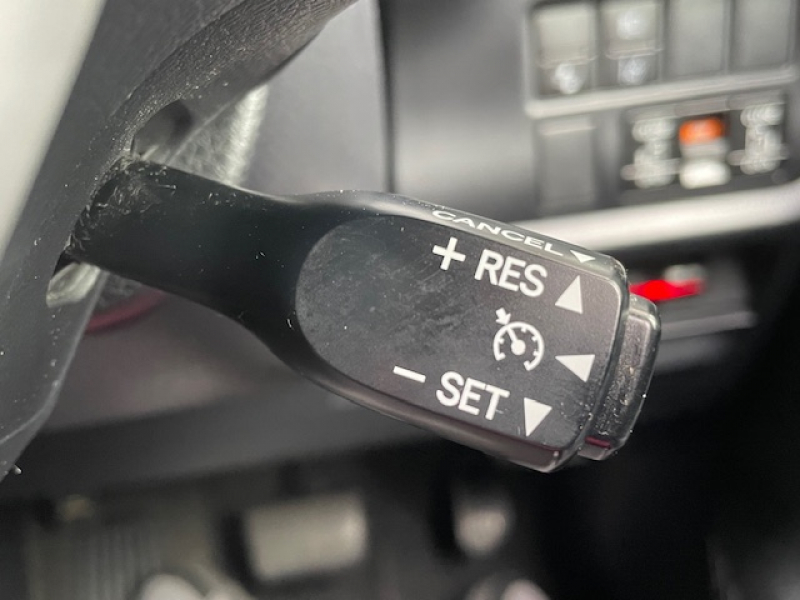 CANCEL
+ RES
- SET